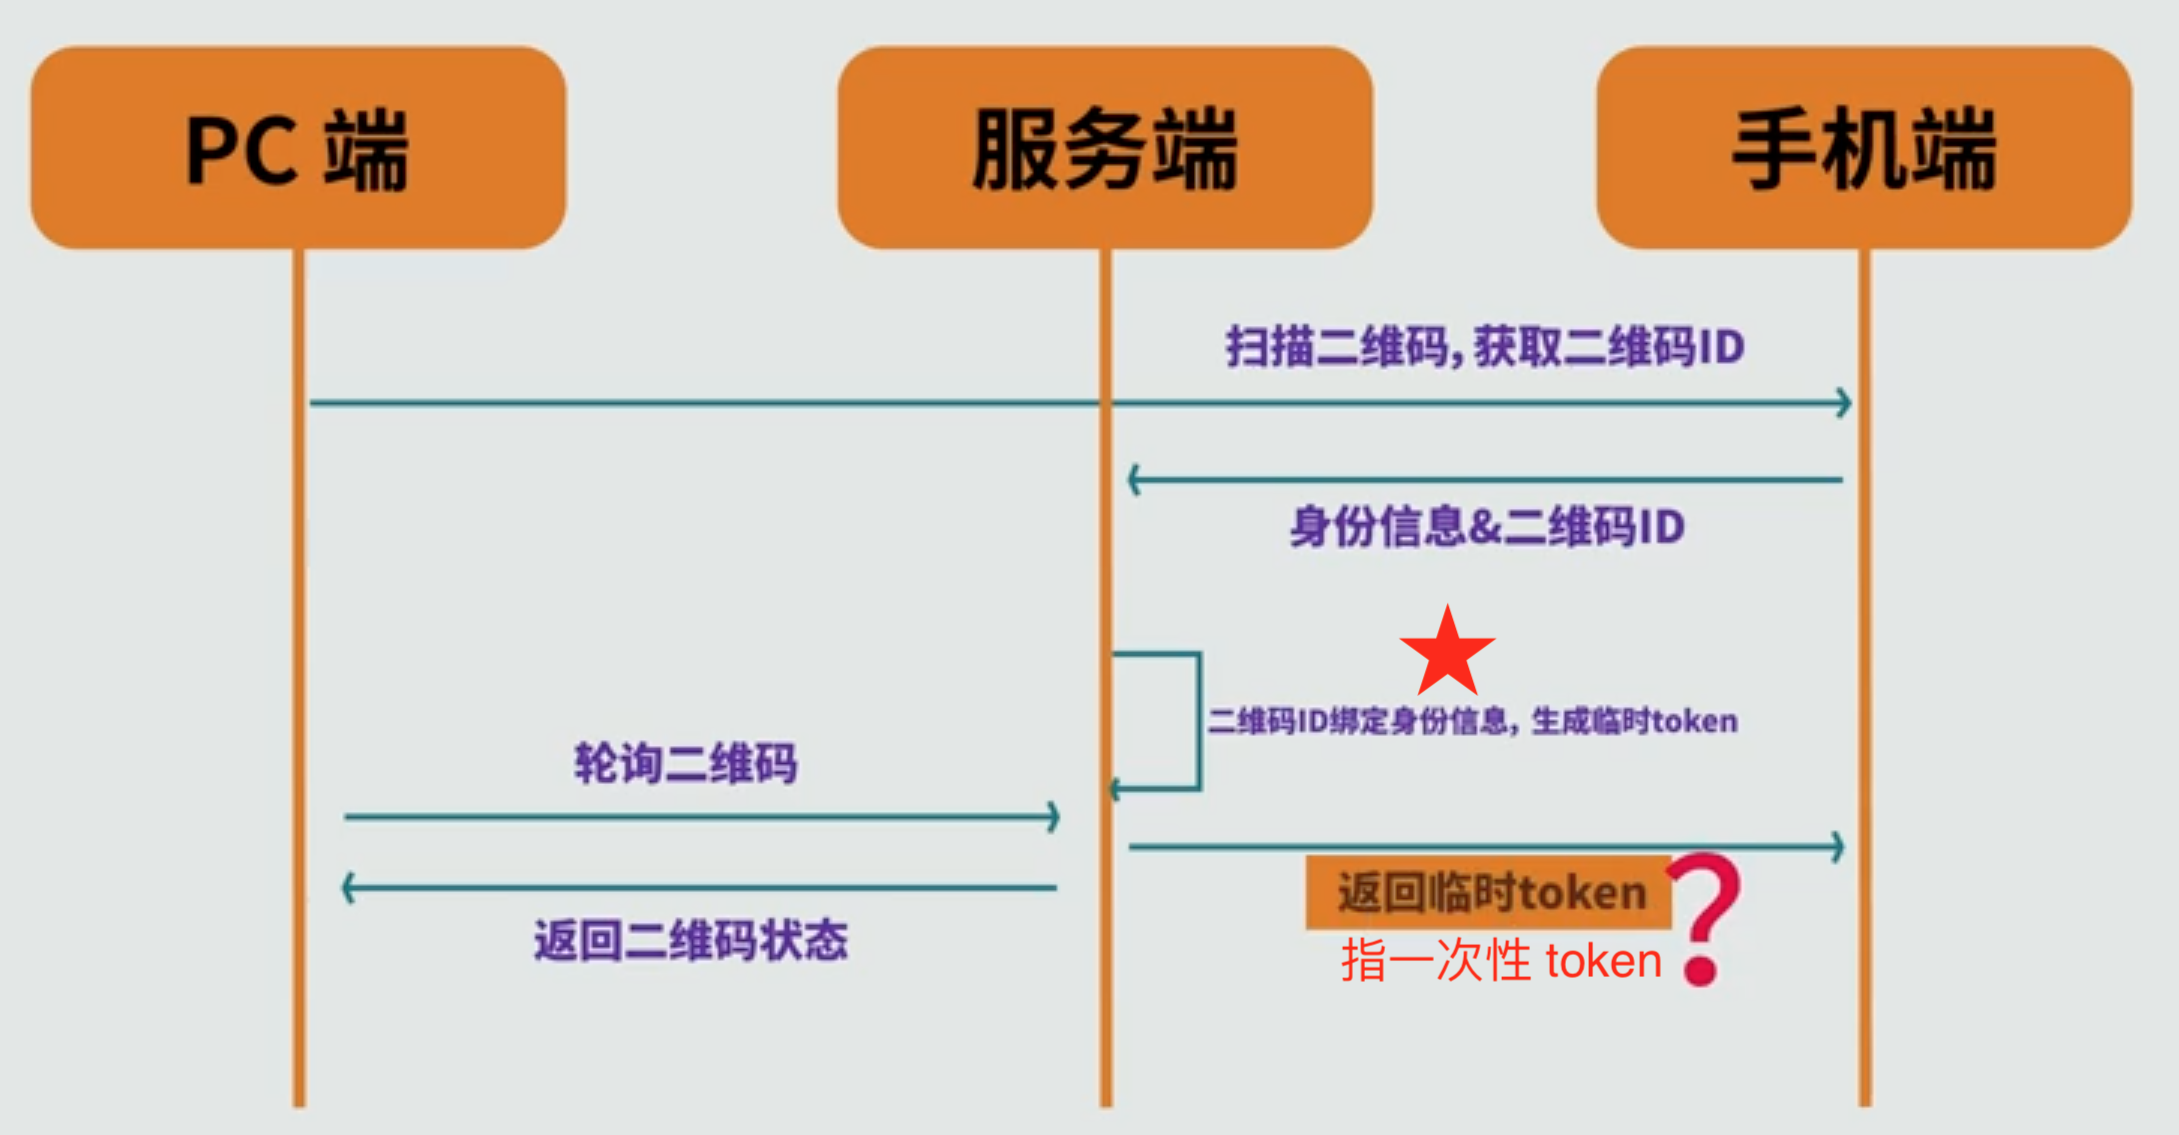 PC 端
服务端
手机端
扫描二维码, 获取二维码ID
身份信息&二维码ID
二维码ID绑定身份信息，生成临时token
轮询二维码
返回临时token
?
返回二维码状态
指一次性 token